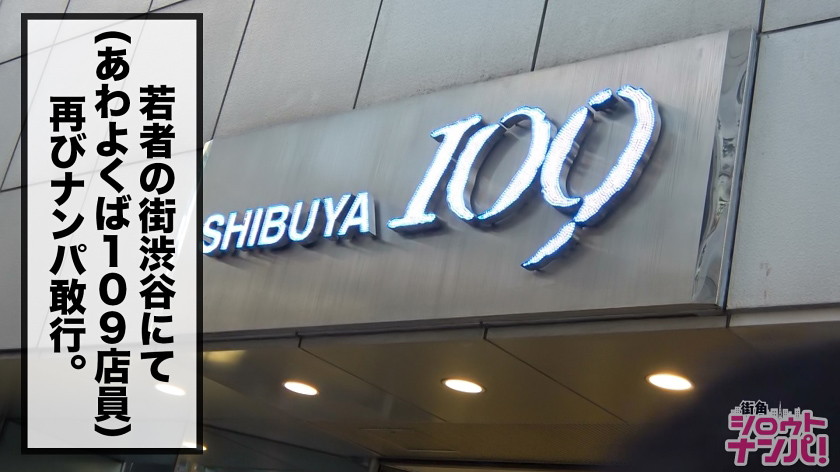 若者の街渋谷にて
(あわよくば109店員)
再びナンパ敢行。
SHIBUYA 109
街角
シロウト
ナンパ!